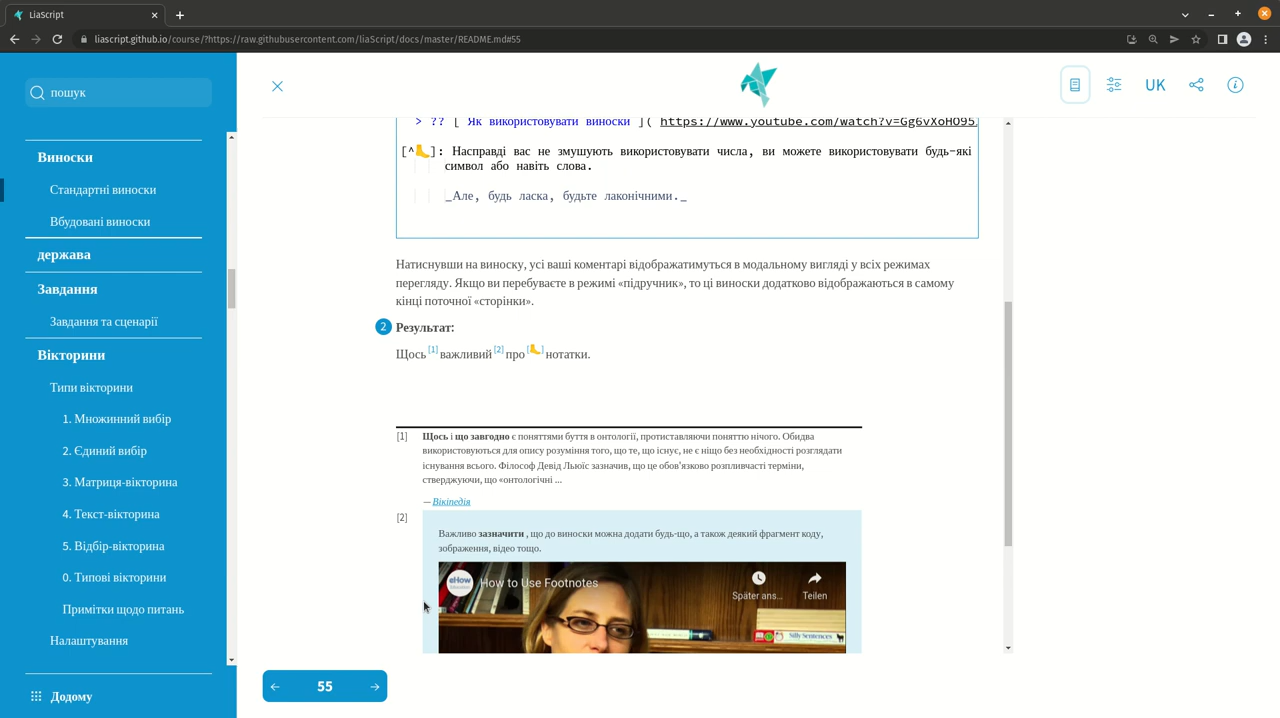 LiaScript
liascript.github.io/course/?https://raw.githubusercontent.com/liaScript/docs/master/README.md#55
пошук
UK
Виноски
Стандартні виноски
Вбудовані виноски
держава
Завдання
Завдання та сценарії
Вікторини
Типи вікторини
1. Множинний вибір
2. Єдиний вибір
3. Матриця-вікторина
4. Текст-вікторина
5. Відбір-вікторина
0. Типові вікторини
Примітки щодо питань
Налаштування
Додому
> ?? [ Як використовувати виноски ]( https://www.youtube.com/watch?v=Gg6vXoHO95
[^🦶]: Насправді вас не змушують використовувати числа, ви можете використовувати будь-які
символ або навіть слова.
_Але, будь ласка, будьте лаконічними._
Натиснувши на виноску, усі ваші коментарі відображатимуться в модальному вигляді у всіх режимах
перегляду. Якщо ви перебуваєте в режимі «підручник», то ці виноски додатково відображаються в самому
кінці поточної «сторінки».
2 Результат:
Щось [1] важливий [2] про [🦶] нотатки.
[1] Щось і що завгодно є поняттями буття в онтології, протиставляючи поняттю нічого. Обидва
використовуються для опису розуміння того, що те, що існує, не є ніщо без необхідності розглядати
існування всього. Філософ Девід Льюїс зазначив, що це обов'язково розпливчасті терміни,
стверджуючи, що «онтологічні ...
— Вікіпедія
[2] Важливо зазначити , що до виноски можна додати будь-що, а також деякий фрагмент коду,
зображення, відео тощо.
eHow
How to Use Footnotes
Später ans... Teilen
Silly Sentences
← 55 →